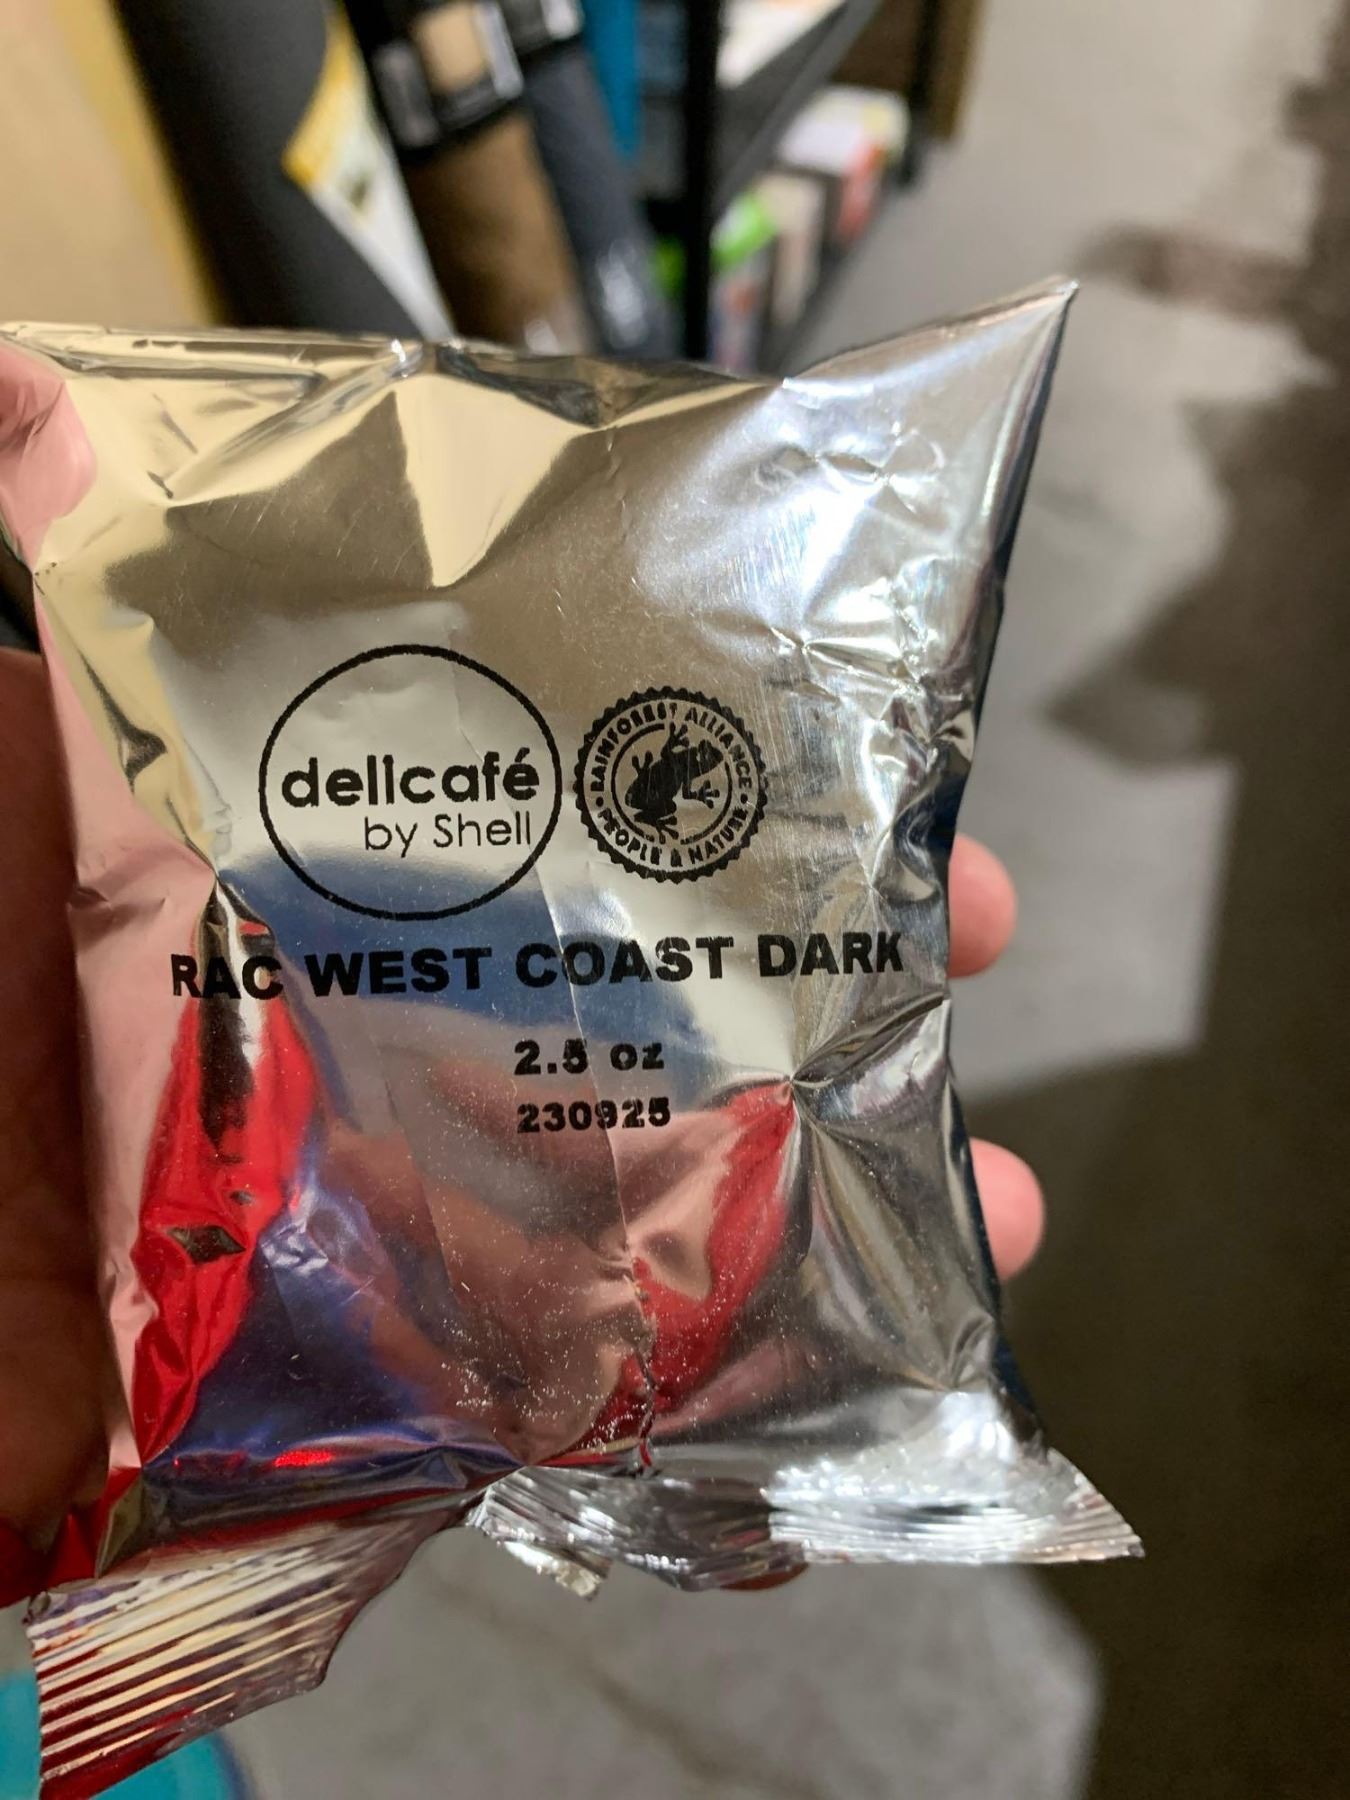 delicafé
by Shell
RAINFOREST ALLIANCE
PEOPLE & NATURE
RAC WEST COAST DARK
2.5 oz
230925